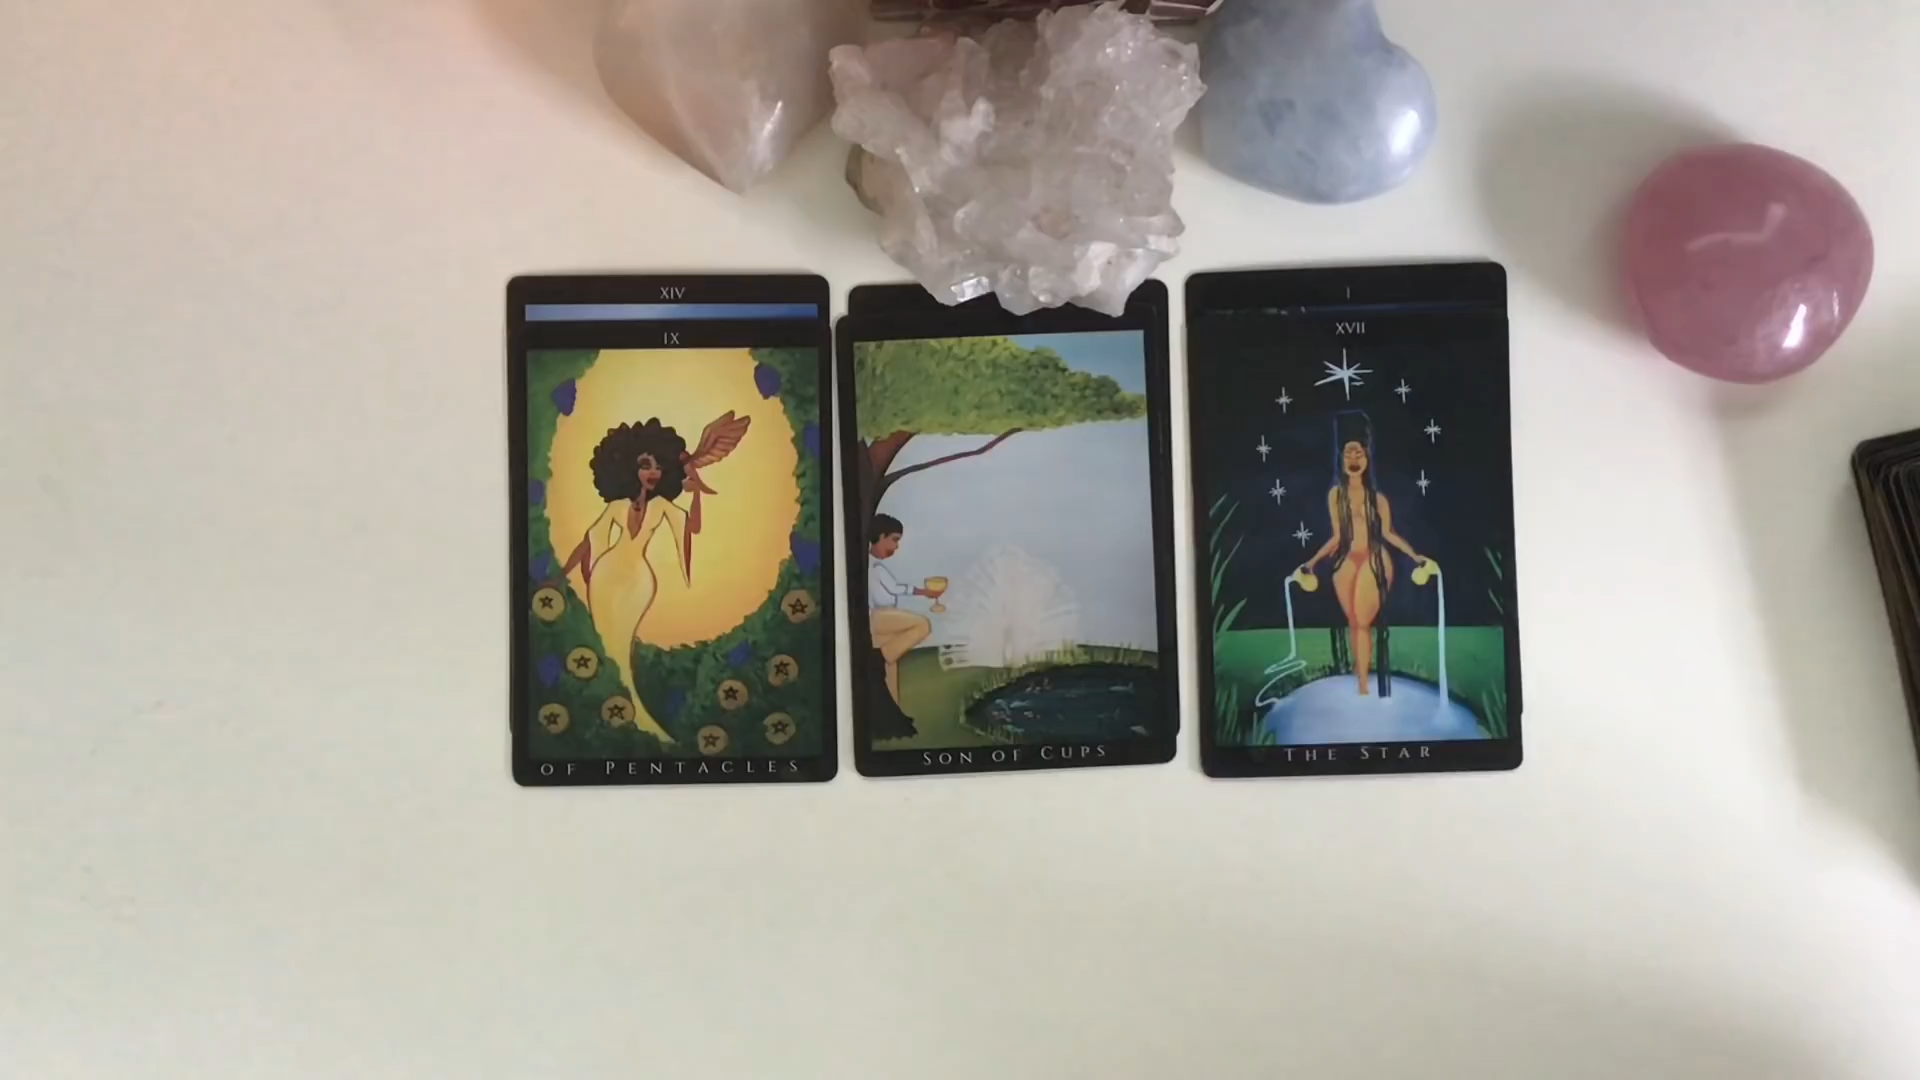 XIV
IX
OF PENTACLES
SON OF CUPS
I
XVII
THE STAR